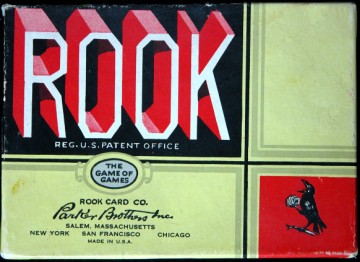 ROOK
REG. U.S. PATENT OFFICE
THE
GAME OF
GAMES
ROOK CARD CO.
Parker Brothers Inc.
SALEM, MASSACHUSETTS
NEW YORK SAN FRANCISCO CHICAGO
MADE IN U.S.A.